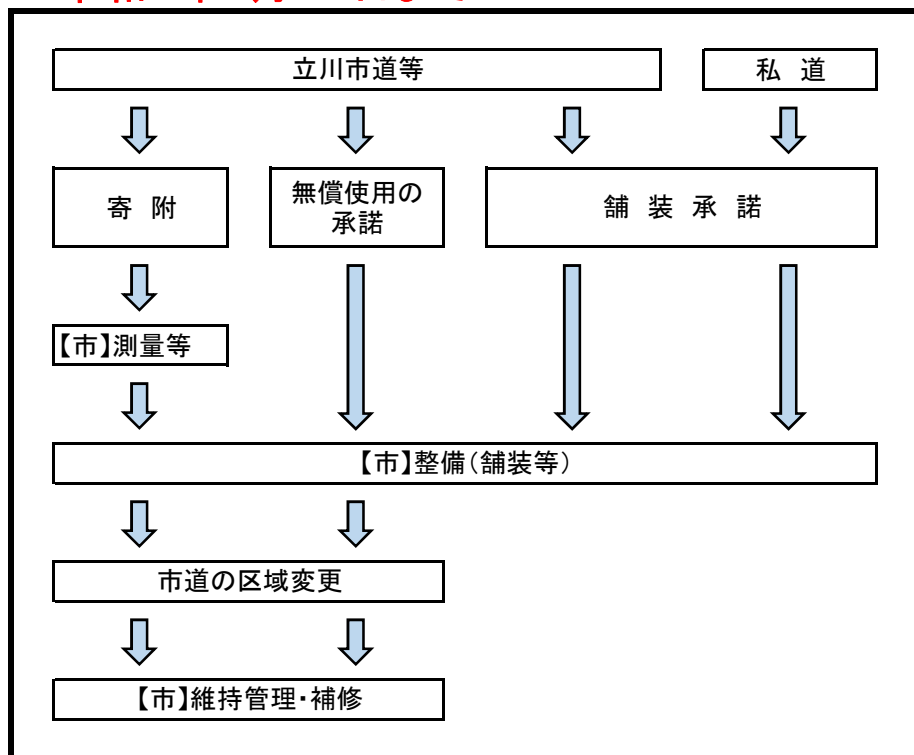 立川市道等
私 道
寄 附
無償使用の
承諾
舗 装 承 諾
【市】測量等
【市】整備(舗装等)
市道の区域変更
【市】維持管理・補修